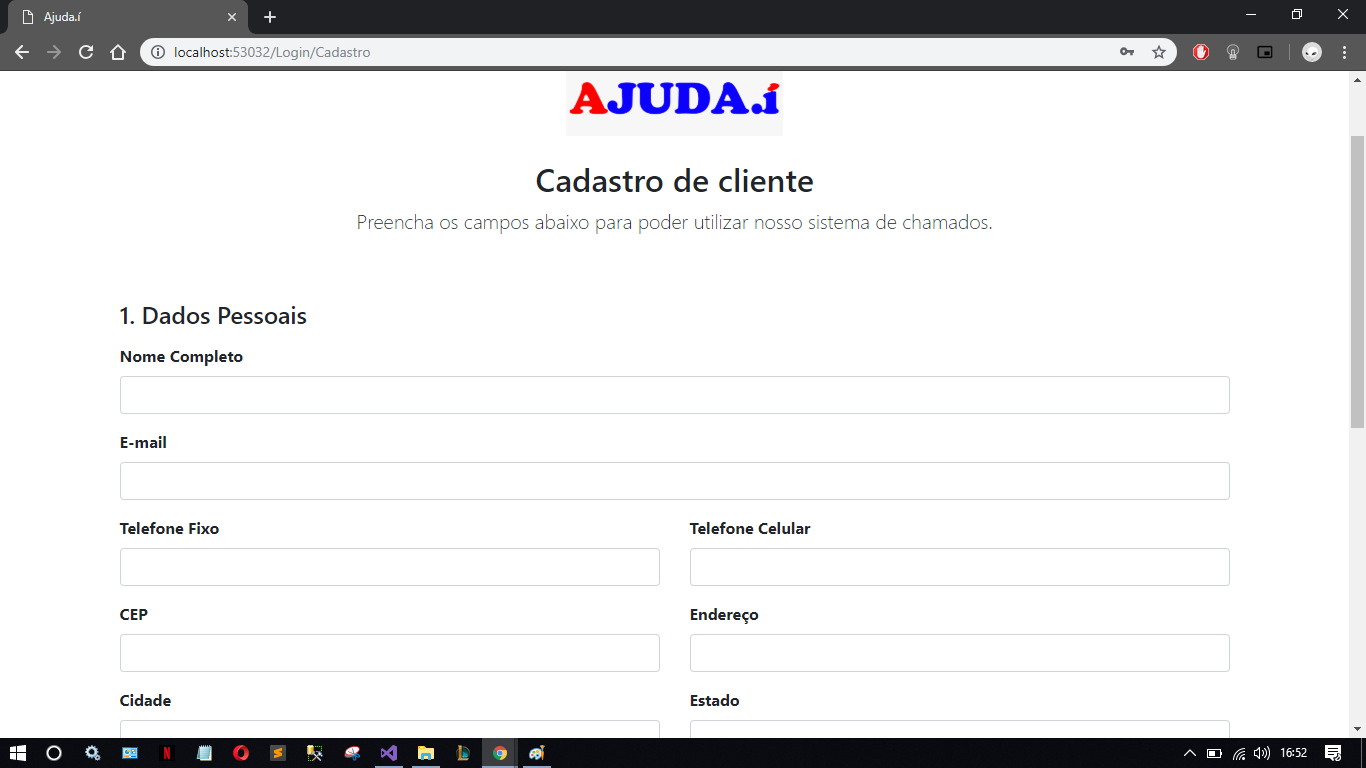 Ajuda.í
localhost:53032/Login/Cadastro
AJUDA.í
Cadastro de cliente
Preencha os campos abaixo para poder utilizar nosso sistema de chamados.
1. Dados Pessoais
Nome Completo
E-mail
Telefone Fixo Telefone Celular
CEP Endereço
Cidade Estado
16:52